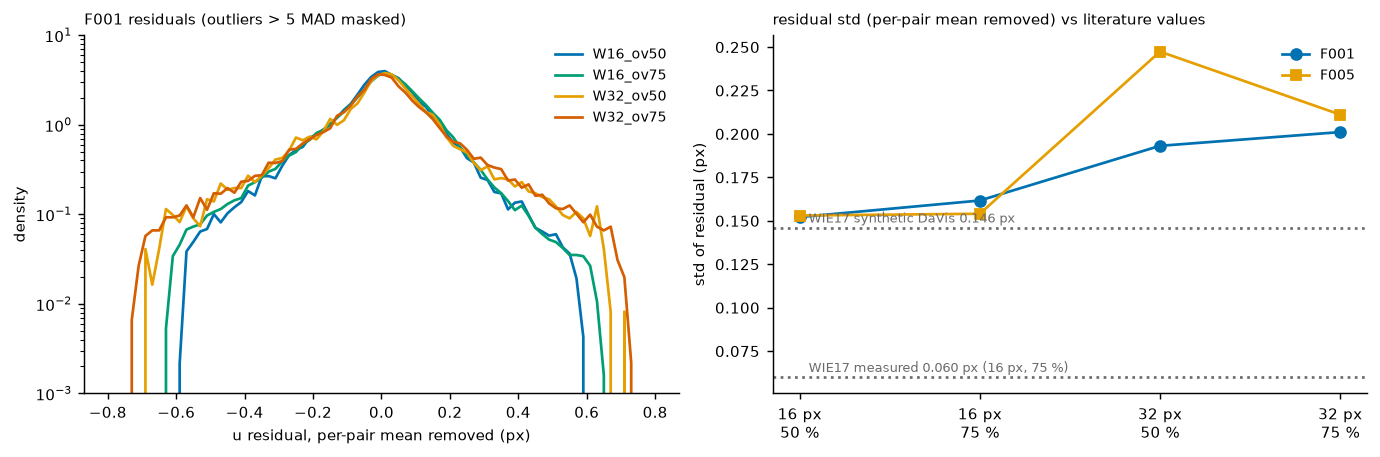 F001 residuals (outliers > 5 MAD masked)
10¹
10⁰
10⁻¹
10⁻²
10⁻³
density
W16_ov50
W16_ov75
W32_ov50
W32_ov75
−0.8 −0.6 −0.4 −0.2 0.0 0.2 0.4 0.6 0.8
u residual, per-pair mean removed (px)
residual std (per-pair mean removed) vs literature values
0.250
0.225
0.200
0.175
0.150
0.125
0.100
0.075
std of residual (px)
F001
F005
WIE17 synthetic DaVis 0.146 px
WIE17 measured 0.060 px (16 px, 75 %)
16 px 16 px 32 px 32 px
50 % 75 % 50 % 75 %